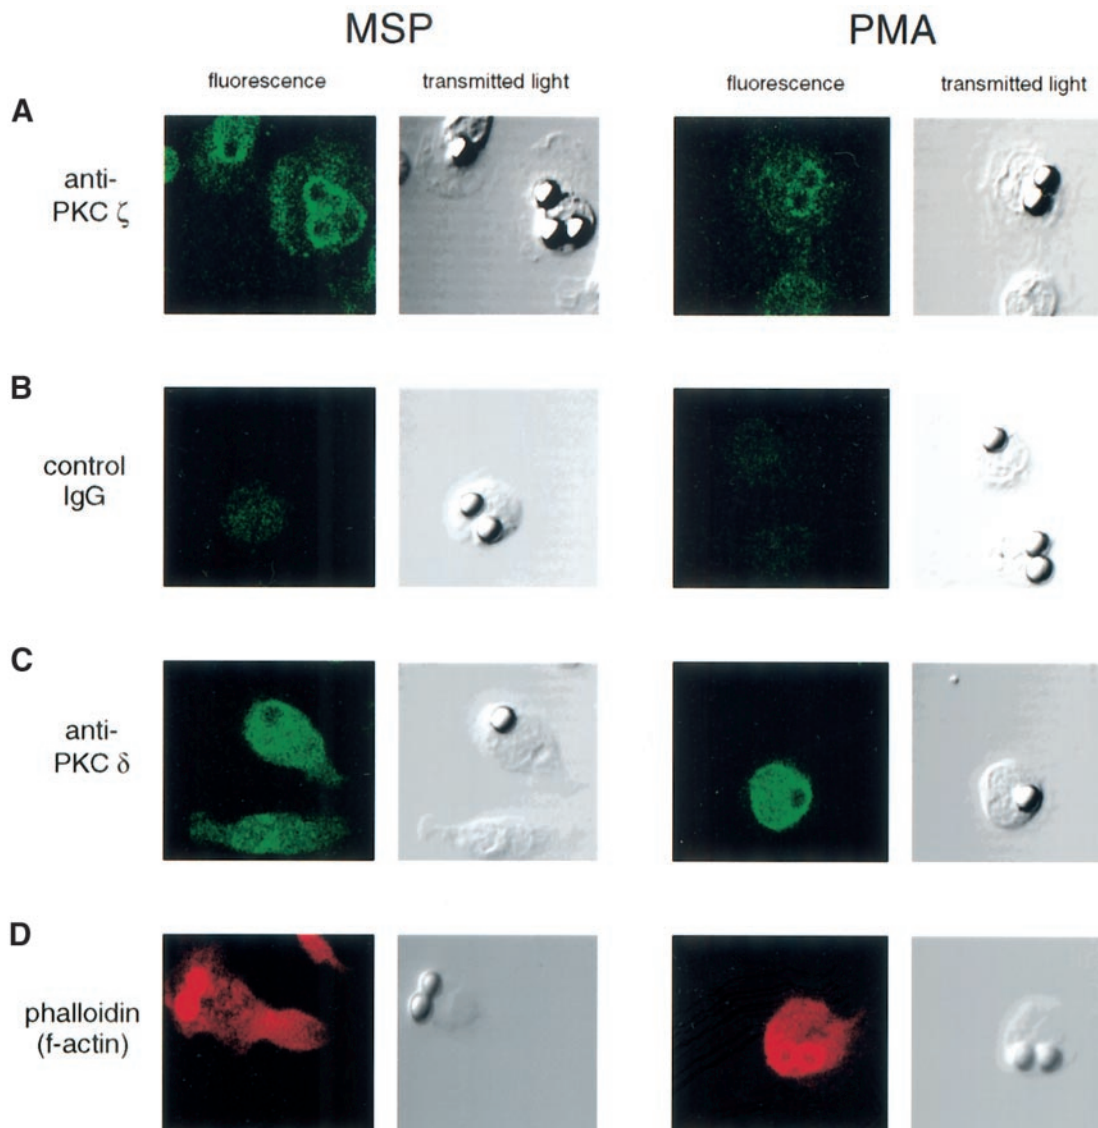 MSP PMA
fluorescence transmitted light fluorescence transmitted light
A
anti-
PKC ζ
B
control
IgG
C
anti-
PKC δ
D
phalloidin
(f-actin)